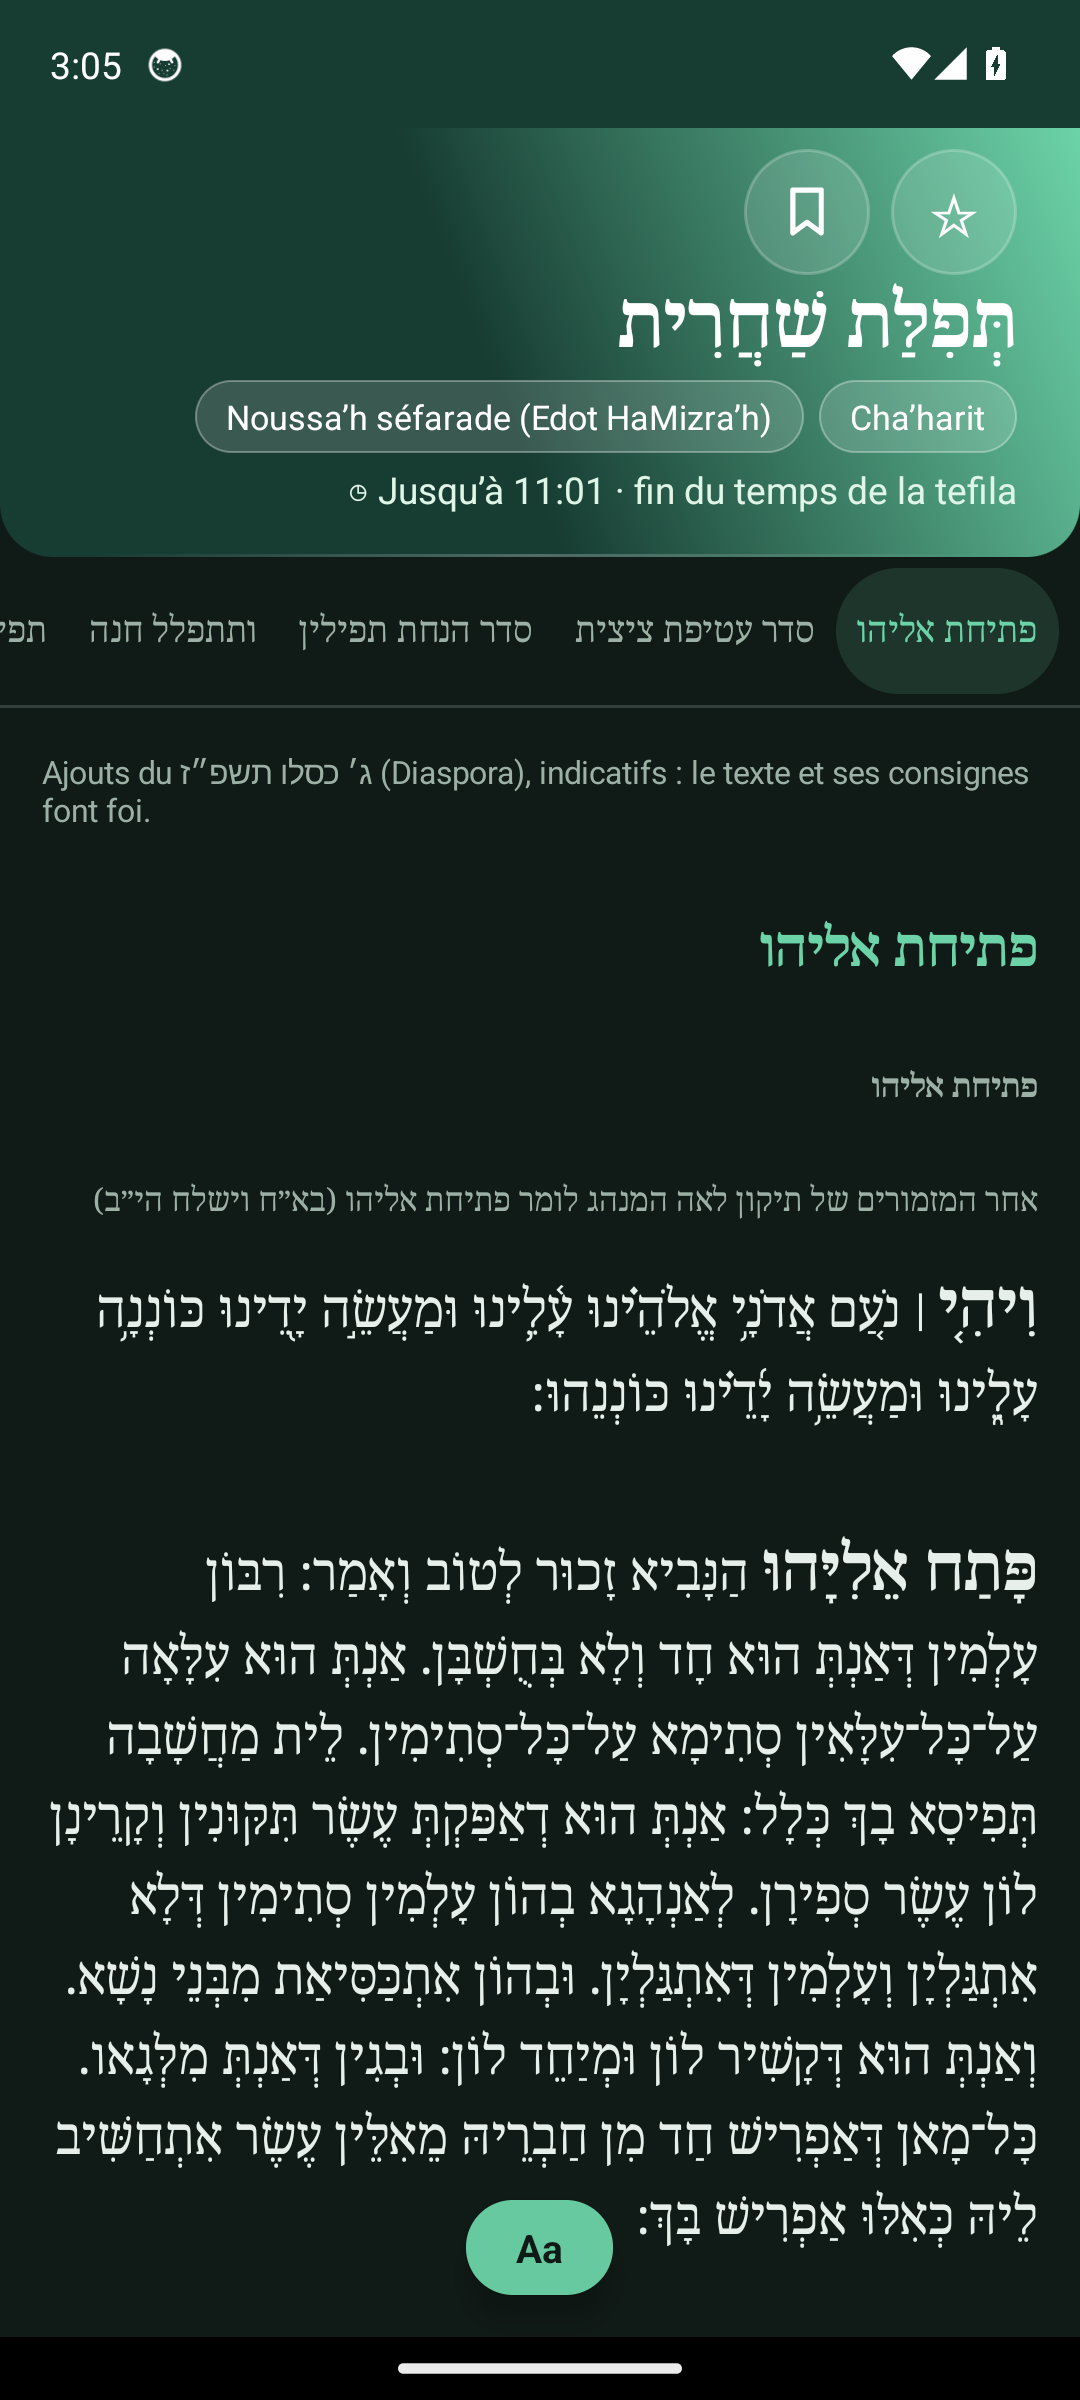 3:05
תְּפִלַּת שַׁחֲרִית
Noussa’h séfarade (Edot HaMizra’h)
Cha’harit
Jusqu’à 11:01 · fin du temps de la tefila
פתיחת אליהו
סדר עטיפת ציצית
סדר הנחת תפילין
ותתפלל חנה
תפי
Ajouts du ג׳ כסלו תשפ״ז (Diaspora), indicatifs : le texte et ses consignes
font foi.
פתיחת אליהו
פתיחת אליהו
אחר המזמורים של תיקון לאה המנהג לומר פתיחת אליהו (בא״ח וישלח הי״ב)
וִיהִ֤י ׀ נֹ֤עַם אֲדֹנָ֥י אֱלֹהֵ֗ינוּ עָ֫לֵ֥ינוּ וּמַעֲשֵׂ֣ה יָ֭דֵינוּ כּוֹנְנָ֥ה
עָלֵ֑ינוּ וּֽמַעֲשֵׂ֥ה יָ֝דֵ֗ינוּ כּוֹנְנֵֽהוּ:
פָּתַח אֵלִיָּהוּ הַנָּבִיא זָכוּר לְטוֹב וְאָמַר: רִבּוֹן
עָלְמִין דְּאַנְתְּ הוּא חָד וְלָא בְּחֻשְׁבָּן. אַנְתְּ הוּא עִלָּאָה
עַל־כָּל־עִלָּאִין סְתִימָא עַל־כָּל־סְתִימִין. לֵית מַחֲשָׁבָה
תְּפִיסָא בָךְ כְּלָל: אַנְתְּ הוּא דְאַפַּקְתְּ עֶשֶׂר תִּקּוּנִין וְקָרֵינָן
לוֹן עֶשֶׂר סְפִירָן. לְאַנְהָגָא בְהוֹן עָלְמִין סְתִימִין דְּלָא
אִתְגַּלְיָן וְעָלְמִין דְּאִתְגַּלְיָן. וּבְהוֹן אִתְכַּסִּיאַת מִבְּנֵי נָשָׁא.
וְאַנְתְּ הוּא דְּקָשִׁיר לוֹן וּמְיַחֵד לוֹן: וּבְגִין דְּאַנְתְּ מִלְּגָאו.
כָּל־מָאן דְּאַפְרִישׁ חַד מִן חַבְרֵיהּ מֵאִלֵּין עֶשֶׂר אִתְחַשִּׁיב
לֵיהּ כְּאִלּוּ אַפְרִישׁ בָּךְ:
Aa